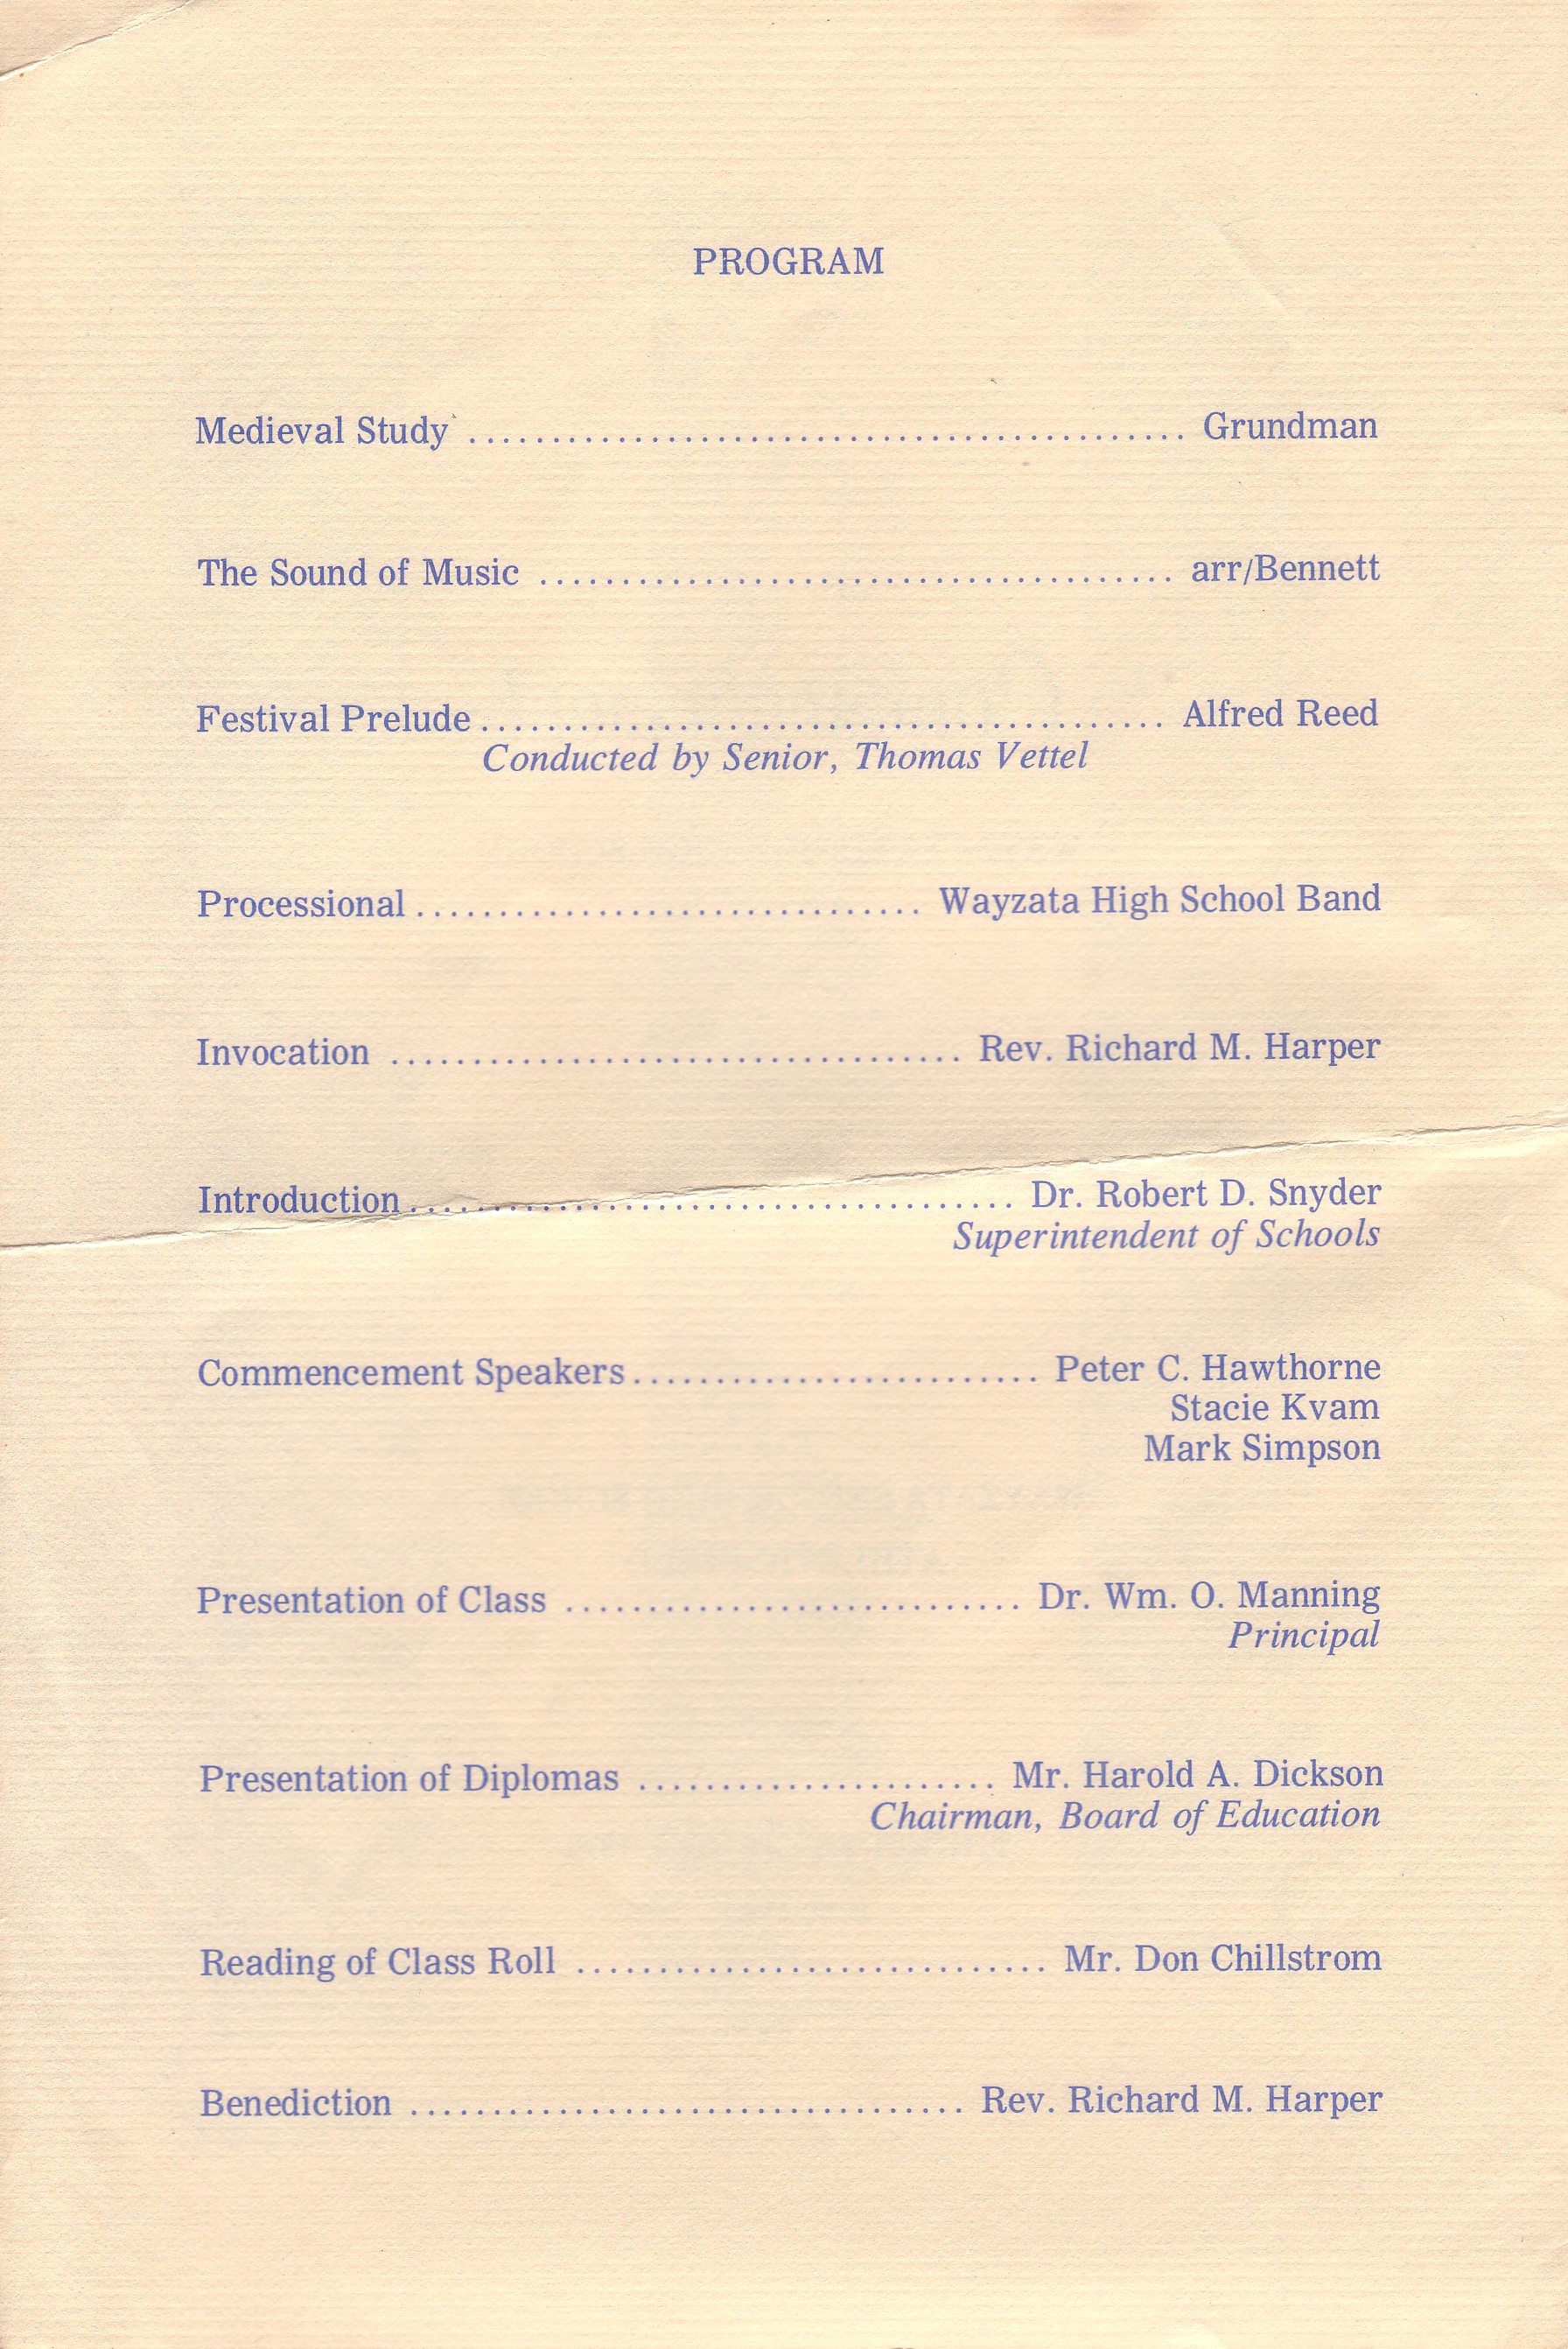 PROGRAM
Medieval Study ............................................ Grundman
The Sound of Music ....................................... arr/Bennett
Festival Prelude.......................................... Alfred Reed
Conducted by Senior, Thomas Vettel
Processional............................... Wayzata High School Band
Invocation ................................... Rev. Richard M. Harper
Introduction..................................... Dr. Robert D. Snyder
Superintendent of Schools
Commencement Speakers......................... Peter C. Hawthorne
Stacie Kvam
Mark Simpson
Presentation of Class ............................ Dr. Wm. O. Manning
Principal
Presentation of Diplomas ...................... Mr. Harold A. Dickson
Chairman, Board of Education
Reading of Class Roll ............................. Mr. Don Chillstrom
Benediction .................................. Rev. Richard M. Harper